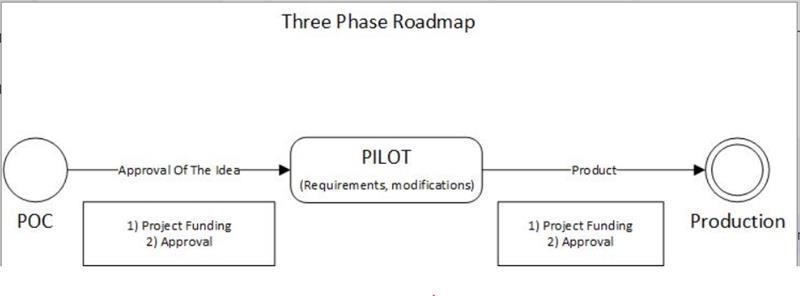 Three Phase Roadmap
Approval Of The Idea
PILOT
(Requirements, modifications)
Product
POC
Production
1) Project Funding
2) Approval
1) Project Funding
2) Approval